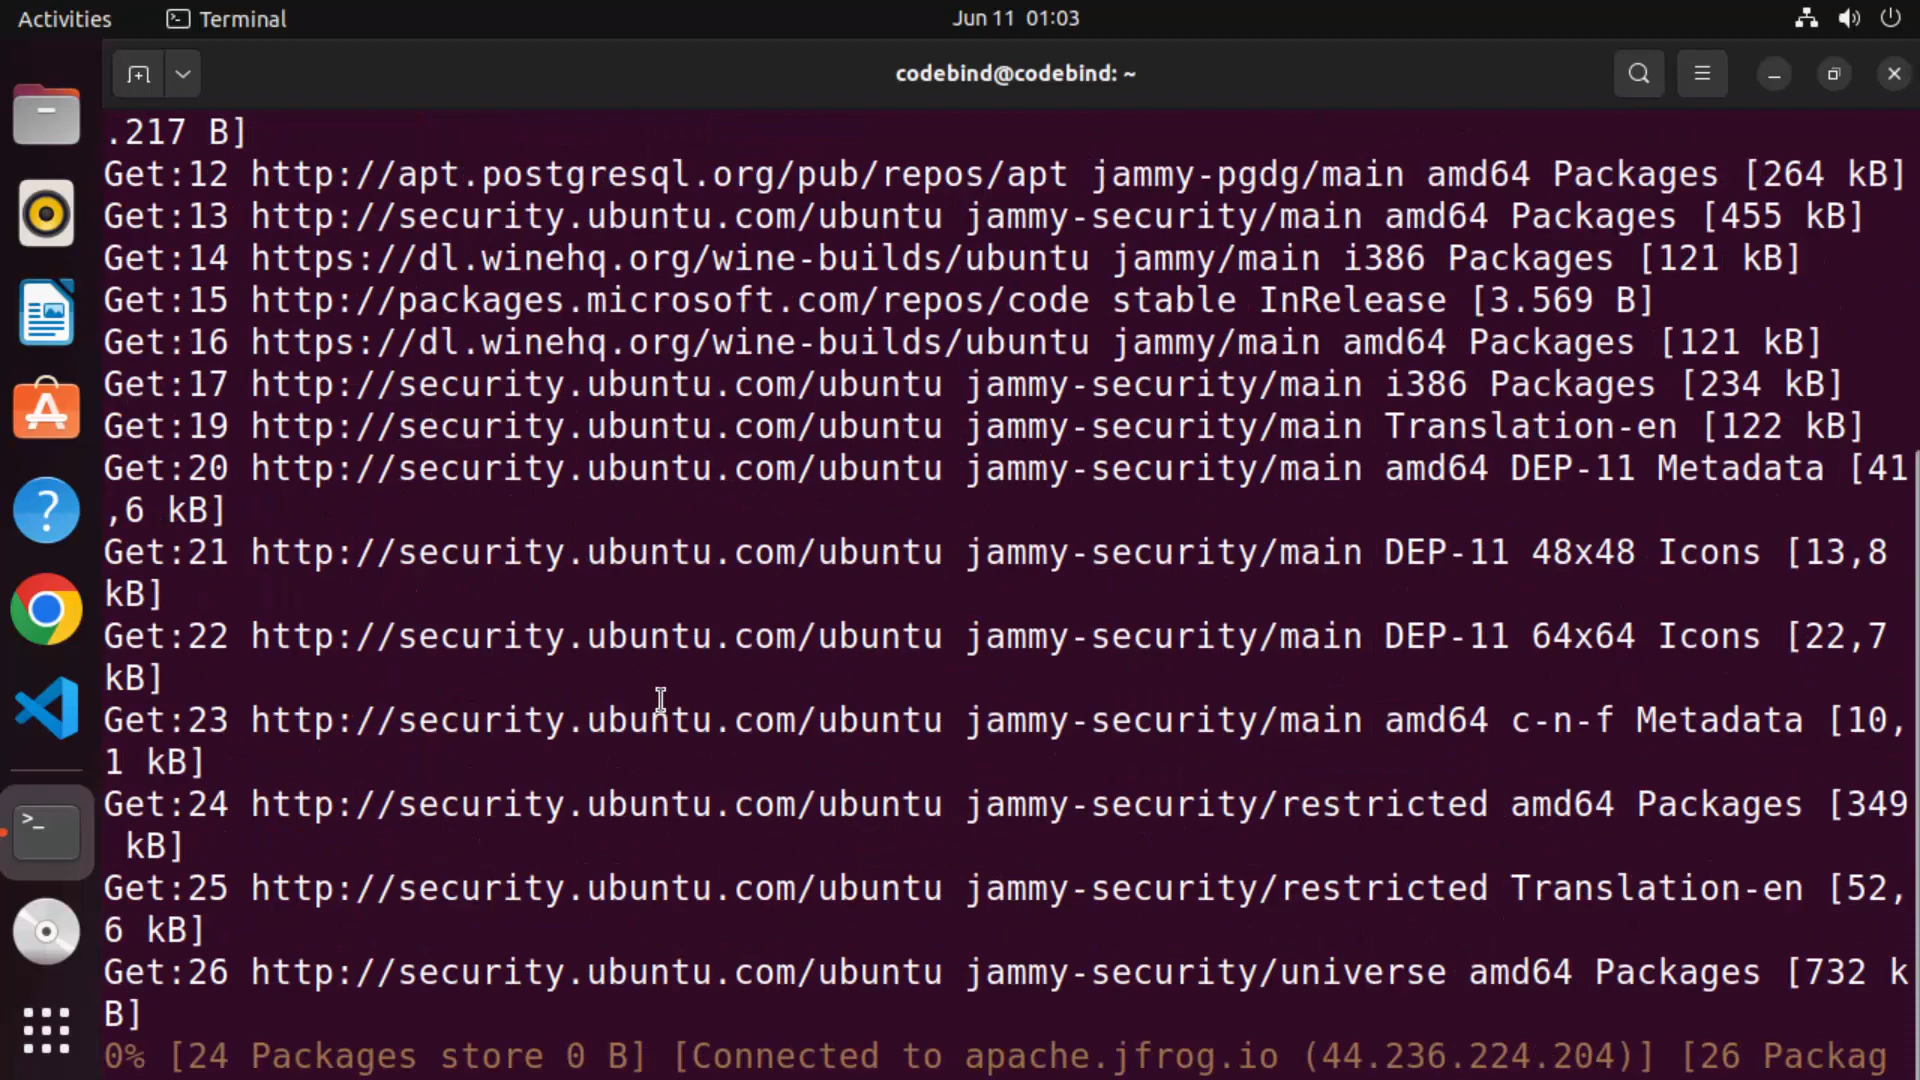 Activities
Terminal
Jun 11 01:03
codebind@codebind: ~
.217 B]
Get:12 http://apt.postgresql.org/pub/repos/apt jammy-pgdg/main amd64 Packages [264 kB]
Get:13 http://security.ubuntu.com/ubuntu jammy-security/main amd64 Packages [455 kB]
Get:14 https://dl.winehq.org/wine-builds/ubuntu jammy/main i386 Packages [121 kB]
Get:15 http://packages.microsoft.com/repos/code stable InRelease [3.569 B]
Get:16 https://dl.winehq.org/wine-builds/ubuntu jammy/main amd64 Packages [121 kB]
Get:17 http://security.ubuntu.com/ubuntu jammy-security/main i386 Packages [234 kB]
Get:19 http://security.ubuntu.com/ubuntu jammy-security/main Translation-en [122 kB]
Get:20 http://security.ubuntu.com/ubuntu jammy-security/main amd64 DEP-11 Metadata [41
,6 kB]
Get:21 http://security.ubuntu.com/ubuntu jammy-security/main DEP-11 48x48 Icons [13,8
kB]
Get:22 http://security.ubuntu.com/ubuntu jammy-security/main DEP-11 64x64 Icons [22,7
kB]
Get:23 http://security.ubuntu.com/ubuntu jammy-security/main amd64 c-n-f Metadata [10,
1 kB]
Get:24 http://security.ubuntu.com/ubuntu jammy-security/restricted amd64 Packages [349
 kB]
Get:25 http://security.ubuntu.com/ubuntu jammy-security/restricted Translation-en [52,
6 kB]
Get:26 http://security.ubuntu.com/ubuntu jammy-security/universe amd64 Packages [732 k
B]
0% [24 Packages store 0 B] [Connected to apache.jfrog.io (44.236.224.204)] [26 Packag